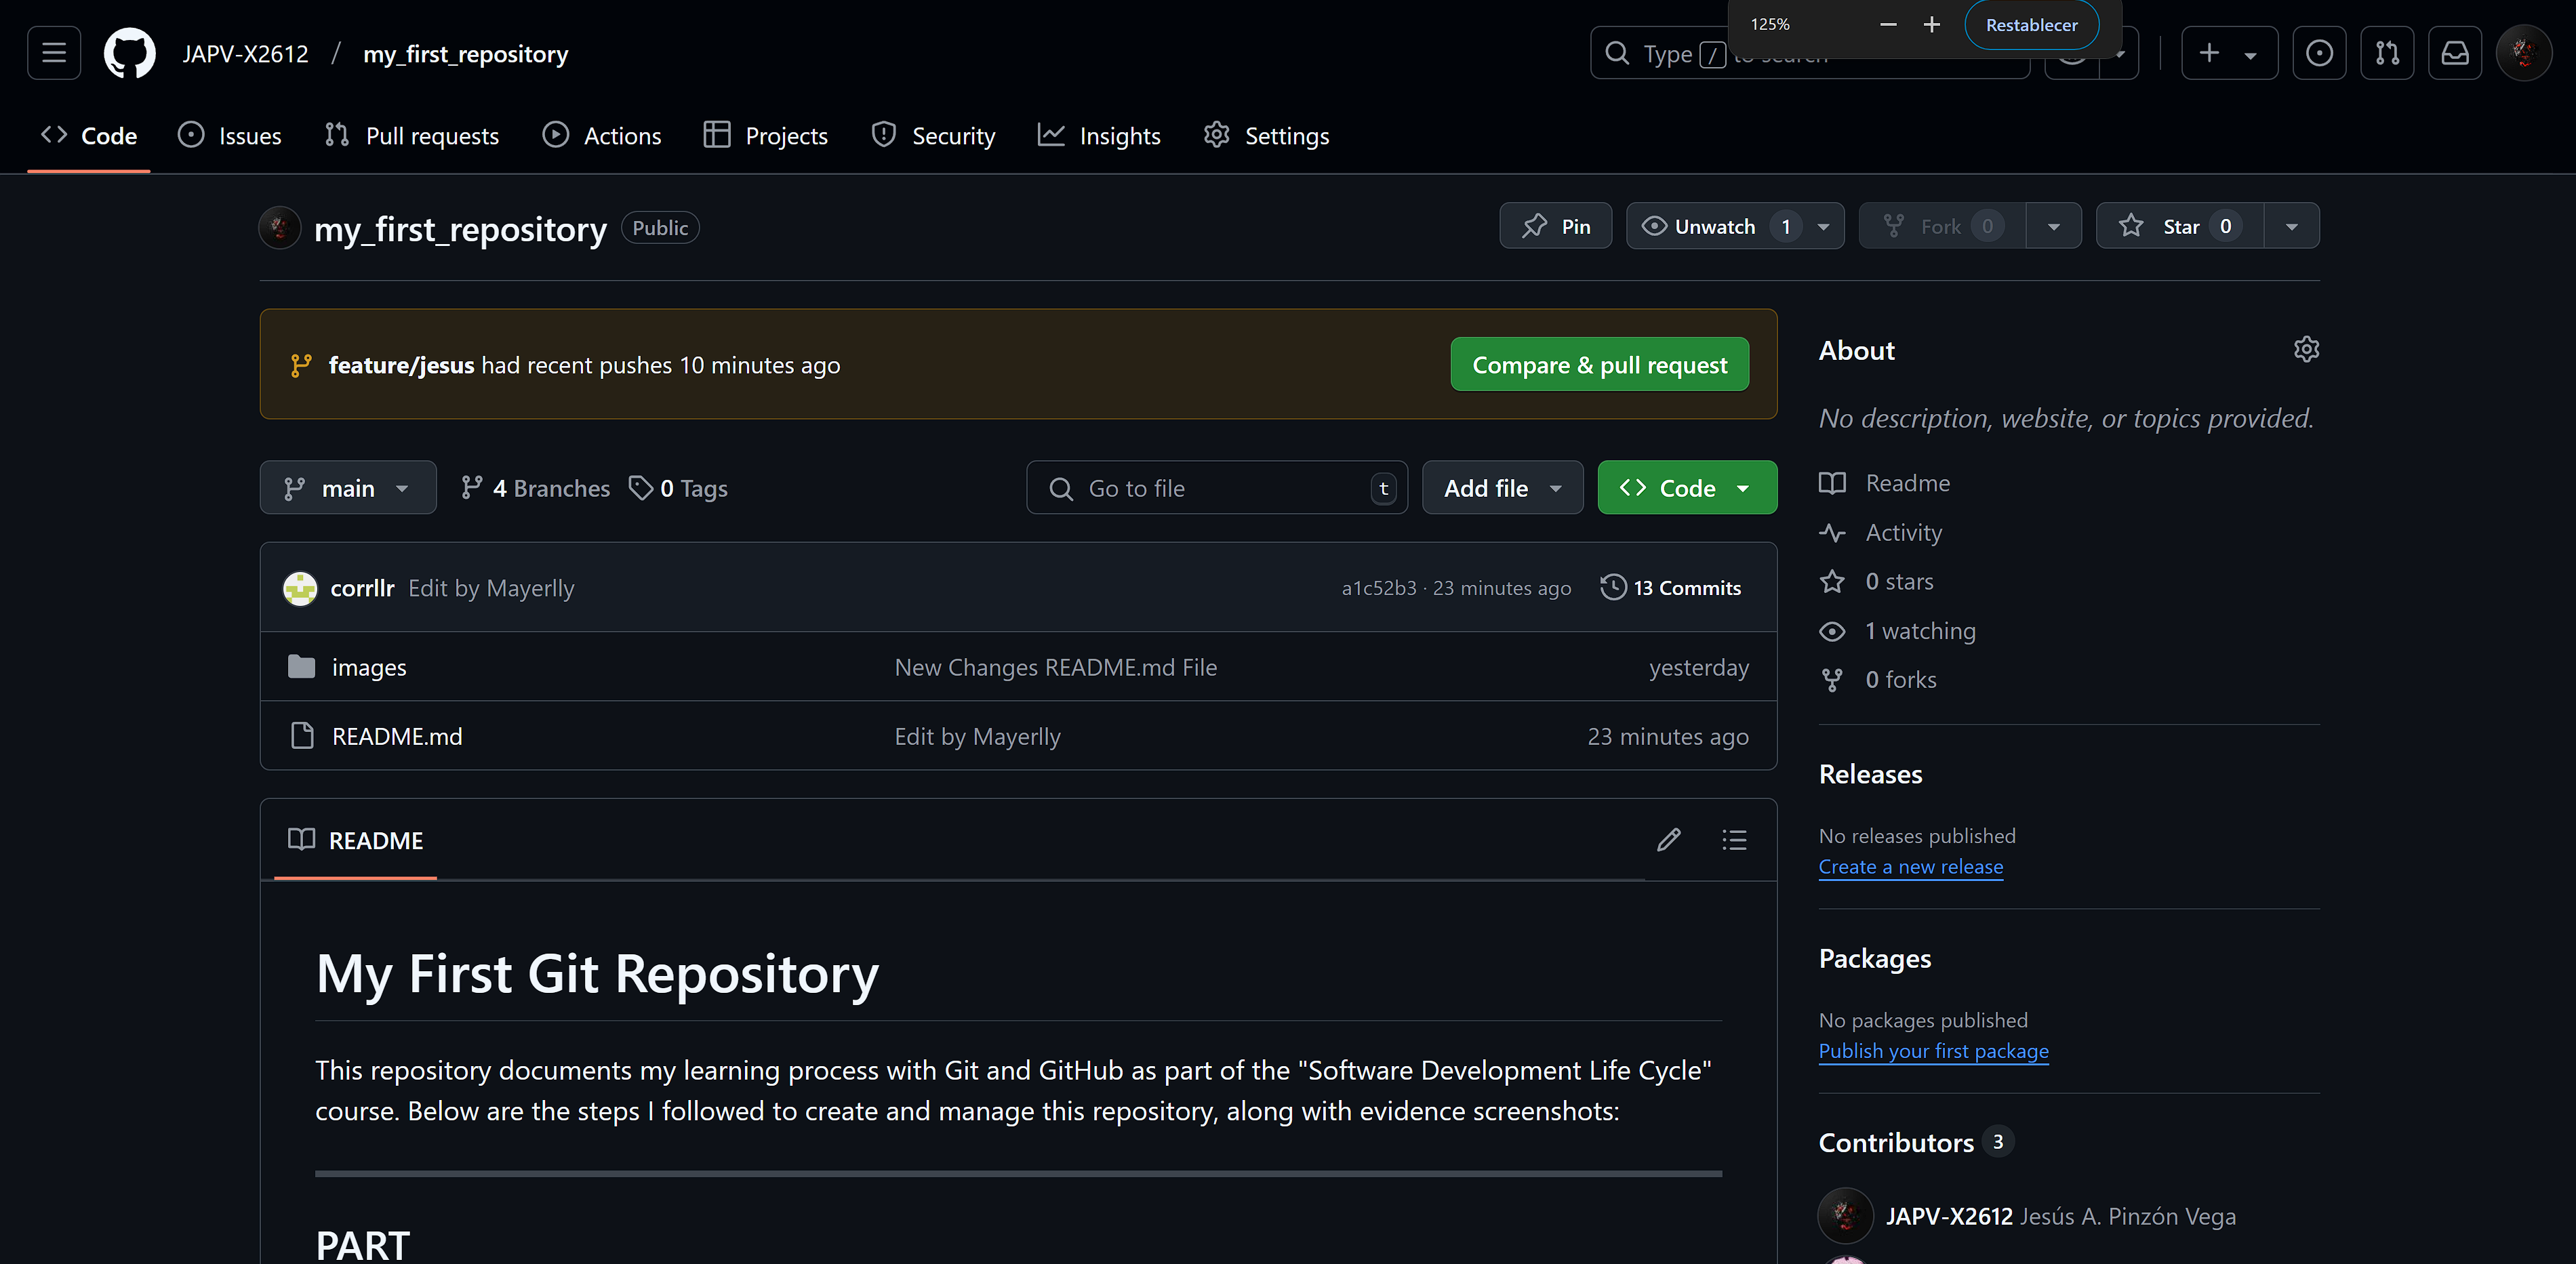 125% Restablecer
JAPV-X2612 / my_first_repository
Type / to search
Code Issues Pull requests Actions Projects Security Insights Settings
my_first_repository Public
Pin Unwatch 1 Fork 0 Star 0
feature/jesus had recent pushes 10 minutes ago
Compare & pull request
main 4 Branches 0 Tags
Go to file t
Add file
Code
corrllr Edit by Mayerlly a1c52b3 · 23 minutes ago 13 Commits
images New Changes README.md File yesterday
README.md Edit by Mayerlly 23 minutes ago
README
My First Git Repository
This repository documents my learning process with Git and GitHub as part of the "Software Development Life Cycle"
course. Below are the steps I followed to create and manage this repository, along with evidence screenshots:
PART
About
No description, website, or topics provided.
Readme
Activity
0 stars
1 watching
0 forks
Releases
No releases published
Create a new release
Packages
No packages published
Publish your first package
Contributors 3
JAPV-X2612 Jesús A. Pinzón Vega